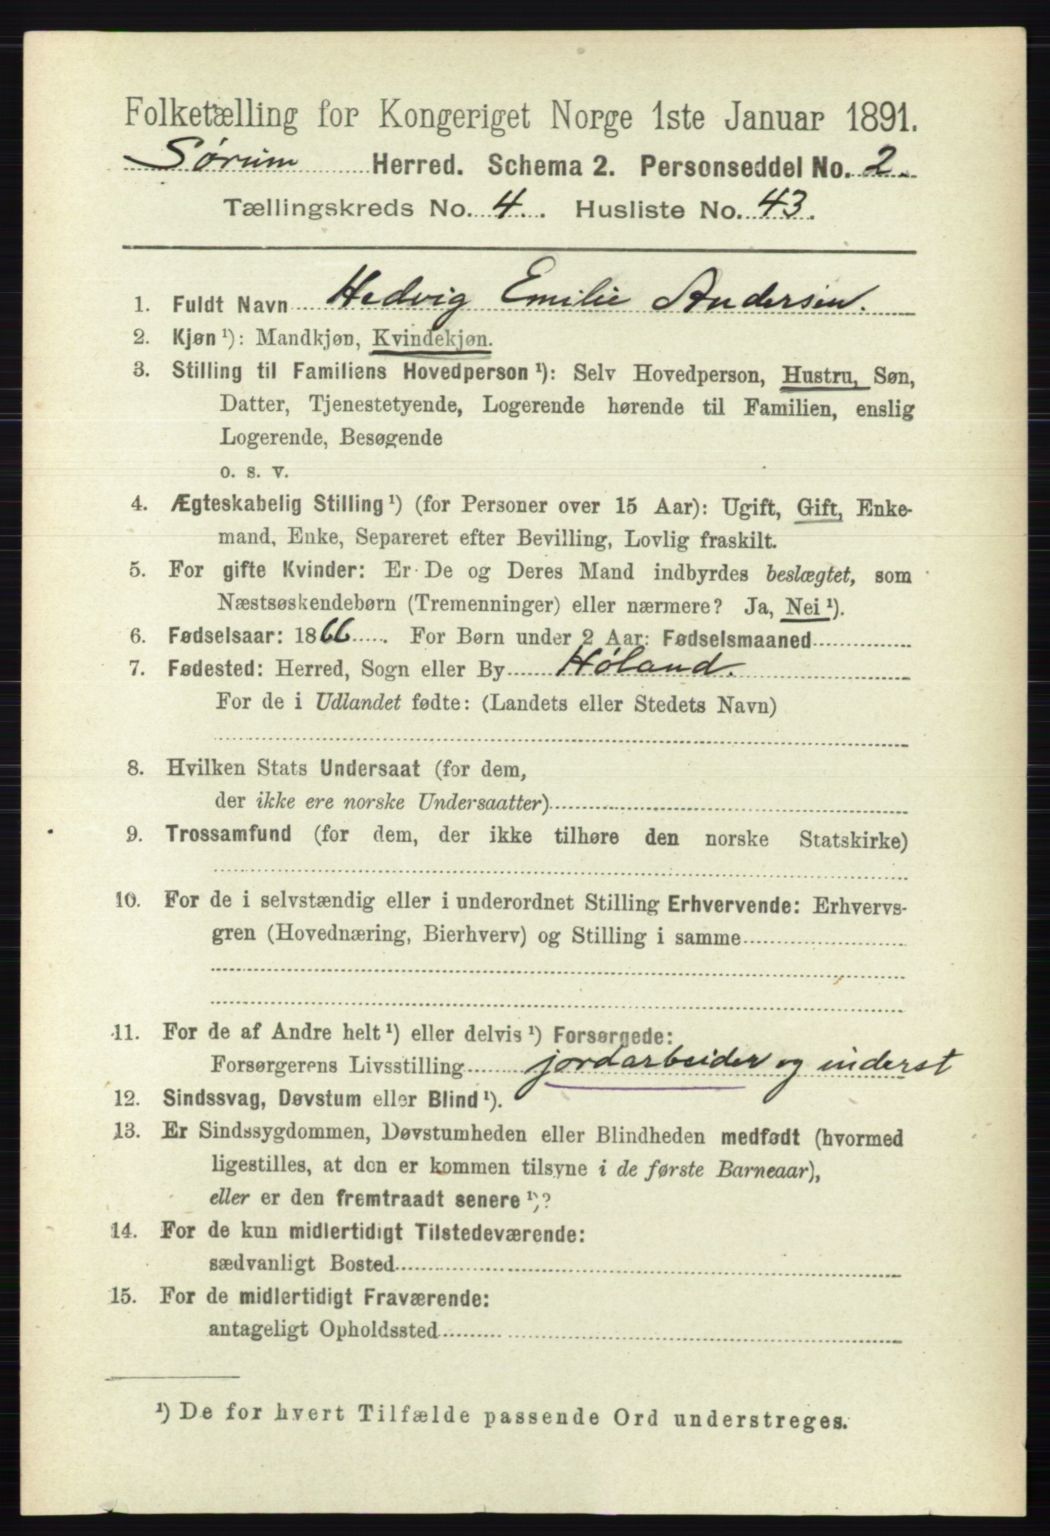 Folketælling for Kongeriget Norge 1ste Januar 1891.
Sørum Herred. Schema 2. Personseddel No. 2.
Tællingskreds No. 4. Husliste No. 43.
1. Fuldt Navn Hedvig Emilie Andersen.
2. Kjøn ¹): Mandkjøn, Kvindekjøn.
3. Stilling til Familiens Hovedperson ¹): Selv Hovedperson, Hustru, Søn,
Datter, Tjenestetyende, Logerende hørende til Familien, enslig
Logerende, Besøgende
o. s. v.
4. Ægteskabelig Stilling ¹) (for Personer over 15 Aar): Ugift, Gift, Enke-
mand, Enke, Separeret efter Bevilling, Lovlig fraskilt.
5. For gifte Kvinder: Er De og Deres Mand indbyrdes beslægtet, som
Næstsøskendebørn (Tremenninger) eller nærmere? Ja, Nei ¹).
6. Fødselsaar: 1866. For Børn under 2 Aar: Fødselsmaaned
7. Fødested: Herred, Sogn eller By Høland.
For de i Udlandet fødte: (Landets eller Stedets Navn)
8. Hvilken Stats Undersaat (for dem,
der ikke ere norske Undersaatter)
9. Trossamfund (for dem, der ikke tilhøre den norske Statskirke)
10. For de i selvstændig eller i underordnet Stilling Erhvervende: Erhvervs-
gren (Hovednæring, Bierhverv) og Stilling i samme
11. For de af Andre helt ¹) eller delvis ¹) Forsørgede:
Forsørgerens Livsstilling jordarbeider og inderst
12. Sindssvag, Døvstum eller Blind ¹).
13. Er Sindssygdommen, Døvstumheden eller Blindheden medfødt (hvormed
ligestilles, at den er kommen tilsyne i de første Barneaar),
eller er den fremtraadt senere ¹)?
14. For de kun midlertidigt Tilstedeværende:
sædvanligt Bosted
15. For de midlertidigt Fraværende:
antageligt Opholdssted
¹) De for hvert Tilfælde passende Ord understreges.